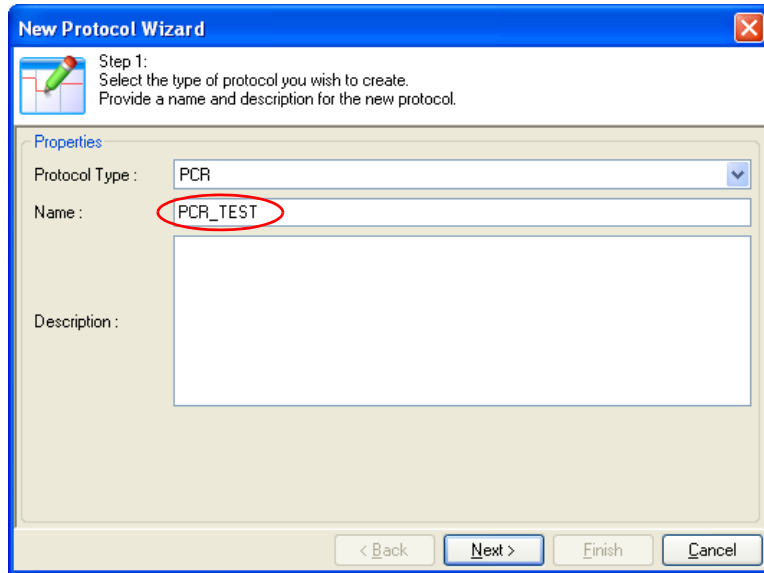 New Protocol Wizard
Step 1:
Select the type of protocol you wish to create.
Provide a name and description for the new protocol.
Properties
Protocol Type : PCR
Name : PCR_TEST
Description :
< Back Next > Finish Cancel